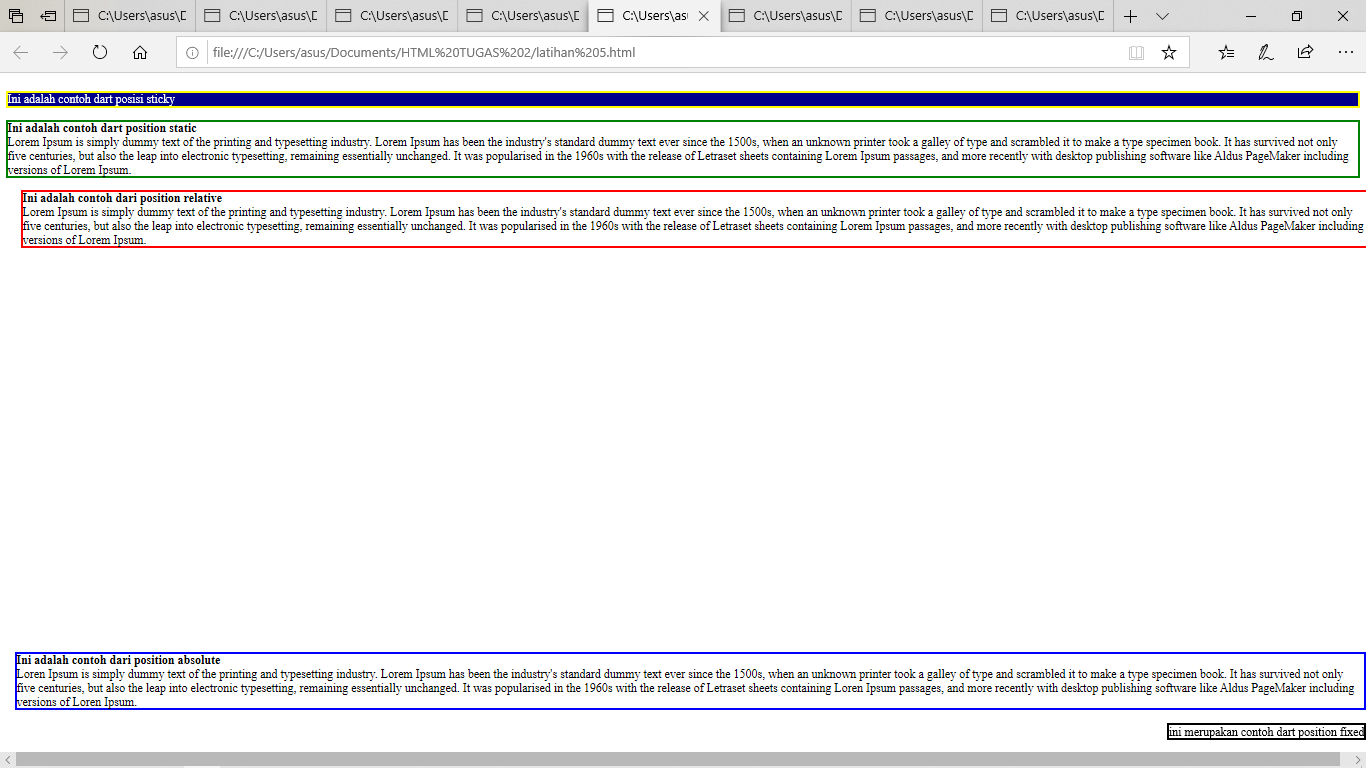 C:\Users\asus\D
C:\Users\asus\D
C:\Users\asus\D
C:\Users\asus\D
C:\Users\asu
C:\Users\asus\D
C:\Users\asus\D
C:\Users\asus\D
file:///C:/Users/asus/Documents/HTML%20TUGAS%202/latihan%205.html
Ini adalah contoh dart posisi sticky
Ini adalah contoh dart position static
Lorem Ipsum is simply dummy text of the printing and typesetting industry. Lorem Ipsum has been the industry's standard dummy text ever since the 1500s, when an unknown printer took a galley of type and scrambled it to make a type specimen book. It has survived not only
five centuries, but also the leap into electronic typesetting, remaining essentially unchanged. It was popularised in the 1960s with the release of Letraset sheets containing Lorem Ipsum passages, and more recently with desktop publishing software like Aldus PageMaker including
versions of Lorem Ipsum.
Ini adalah contoh dari position relative
Lorem Ipsum is simply dummy text of the printing and typesetting industry. Lorem Ipsum has been the industry's standard dummy text ever since the 1500s, when an unknown printer took a galley of type and scrambled it to make a type specimen book. It has survived not only
five centuries, but also the leap into electronic typesetting, remaining essentially unchanged. It was popularised in the 1960s with the release of Letraset sheets containing Lorem Ipsum passages, and more recently with desktop publishing software like Aldus PageMaker including
versions of Lorem Ipsum.
Ini adalah contoh dari position absolute
Loren Ipsum is simply dummy text of the printing and typesetting industry. Lorem Ipsum has been the industry's standard dummy text ever since the 1500s, when an unknown printer took a galley of type and scrambled it to make a type specimen book. It has survived not only
five centuries, but also the leap into electronic typesetting, remaining essentially unchanged. It was popularised in the 1960s with the release of Letraset sheets containing Loren Ipsum passages, and more recently with desktop publishing software like Aldus PageMaker including
versions of Loren Ipsum.
ini merupakan contoh dart position fixed